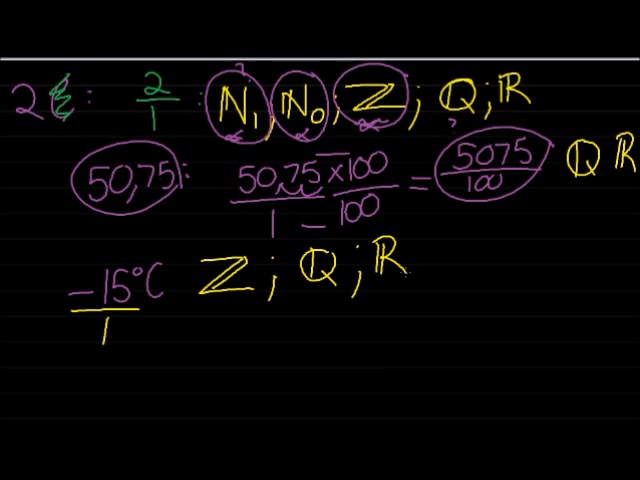 2 : 2/1 : ℕ₁, ℕ₀, ℤ; ℚ; ℝ
50,75: 50,75/1 × 100/100 = 5075/100 ℚ ℝ
-15°C/1 ℤ; ℚ; ℝ